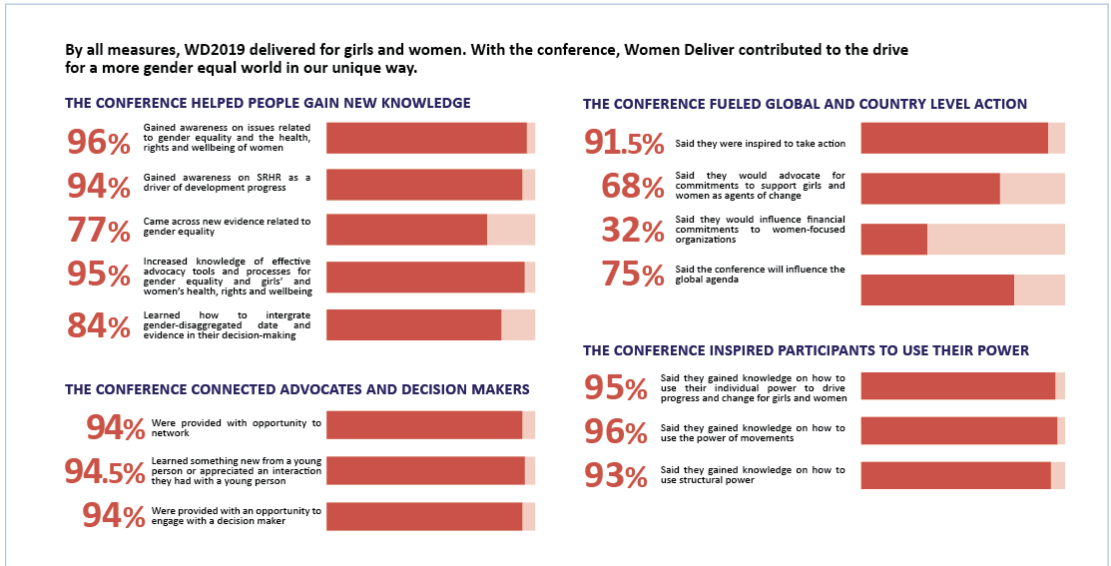 By all measures, WD2019 delivered for girls and women. With the conference, Women Deliver contributed to the drive
for a more gender equal world in our unique way.
THE CONFERENCE HELPED PEOPLE GAIN NEW KNOWLEDGE
96%
Gained awareness on issues related
to gender equality and the health,
rights and wellbeing of women
94%
Gained awareness on SRHR as a
driver of development progress
77%
Came across new evidence related to
gender equality
95%
Increased knowledge of effective
advocacy tools and processes for
gender equality and girls' and
women's health, rights and wellbeing
84%
Learned how to intergrate
gender-disaggregated date and
evidence in their decision-making
THE CONFERENCE CONNECTED ADVOCATES AND DECISION MAKERS
94%
Were provided with opportunity to
network
94.5%
Learned something new from a young
person or appreciated an interaction
they had with a young person
94%
Were provided with an opportunity to
engage with a decision maker
THE CONFERENCE FUELED GLOBAL AND COUNTRY LEVEL ACTION
91.5%
Said they were inspired to take action
68%
Said they would advocate for
commitments to support girls and
women as agents of change
32%
Said they would influence financial
commitments to women-focused
organizations
75%
Said the conference will influence the
global agenda
THE CONFERENCE INSPIRED PARTICIPANTS TO USE THEIR POWER
95%
Said they gained knowledge on how to
use their individual power to drive
progress and change for girls and women
96%
Said they gained knowledge on how to
use the power of movements
93%
Said they gained knowledge on how to
use structural power